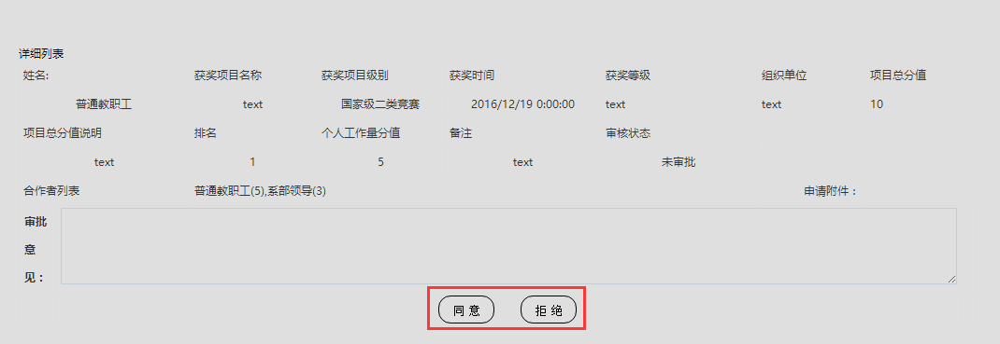 详细列表
姓名: 获奖项目名称 获奖项目级别 获奖时间 获奖等级 组织单位 项目总分值
普通教职工 text 国家级二类竞赛 2016/12/19 0:00:00 text text 10
项目总分值说明 排名 个人工作量分值 备注 审核状态
text 1 5 text 未审批
合作者列表 普通教职工(5),系部领导(3) 申请附件：
审批
意
见：
同 意 拒 绝